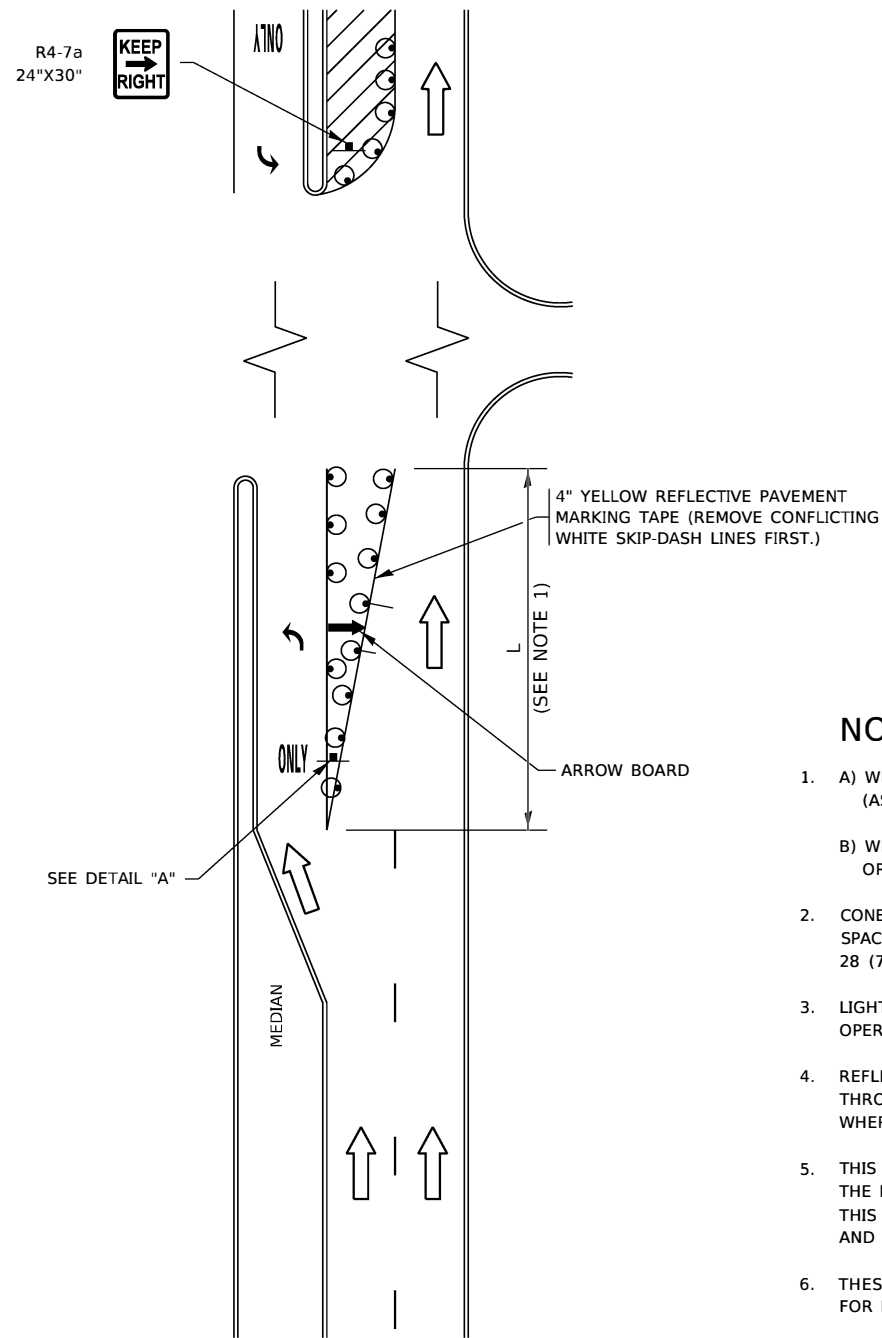 R4-7a
24"X30"
KEEP
RIGHT
ONLY
4" YELLOW REFLECTIVE PAVEMENT
MARKING TAPE (REMOVE CONFLICTING
WHITE SKIP-DASH LINES FIRST.)
L
(SEE NOTE 1)
ONLY
ARROW BOARD
SEE DETAIL "A"
MEDIAN
NO
1. A) W
(AS
B) W
OR
2. CONE
SPAC
28 (7
3. LIGHT
OPER
4. REFLE
THRO
WHER
5. THIS
THE
THIS
AND
6. THES
FOR